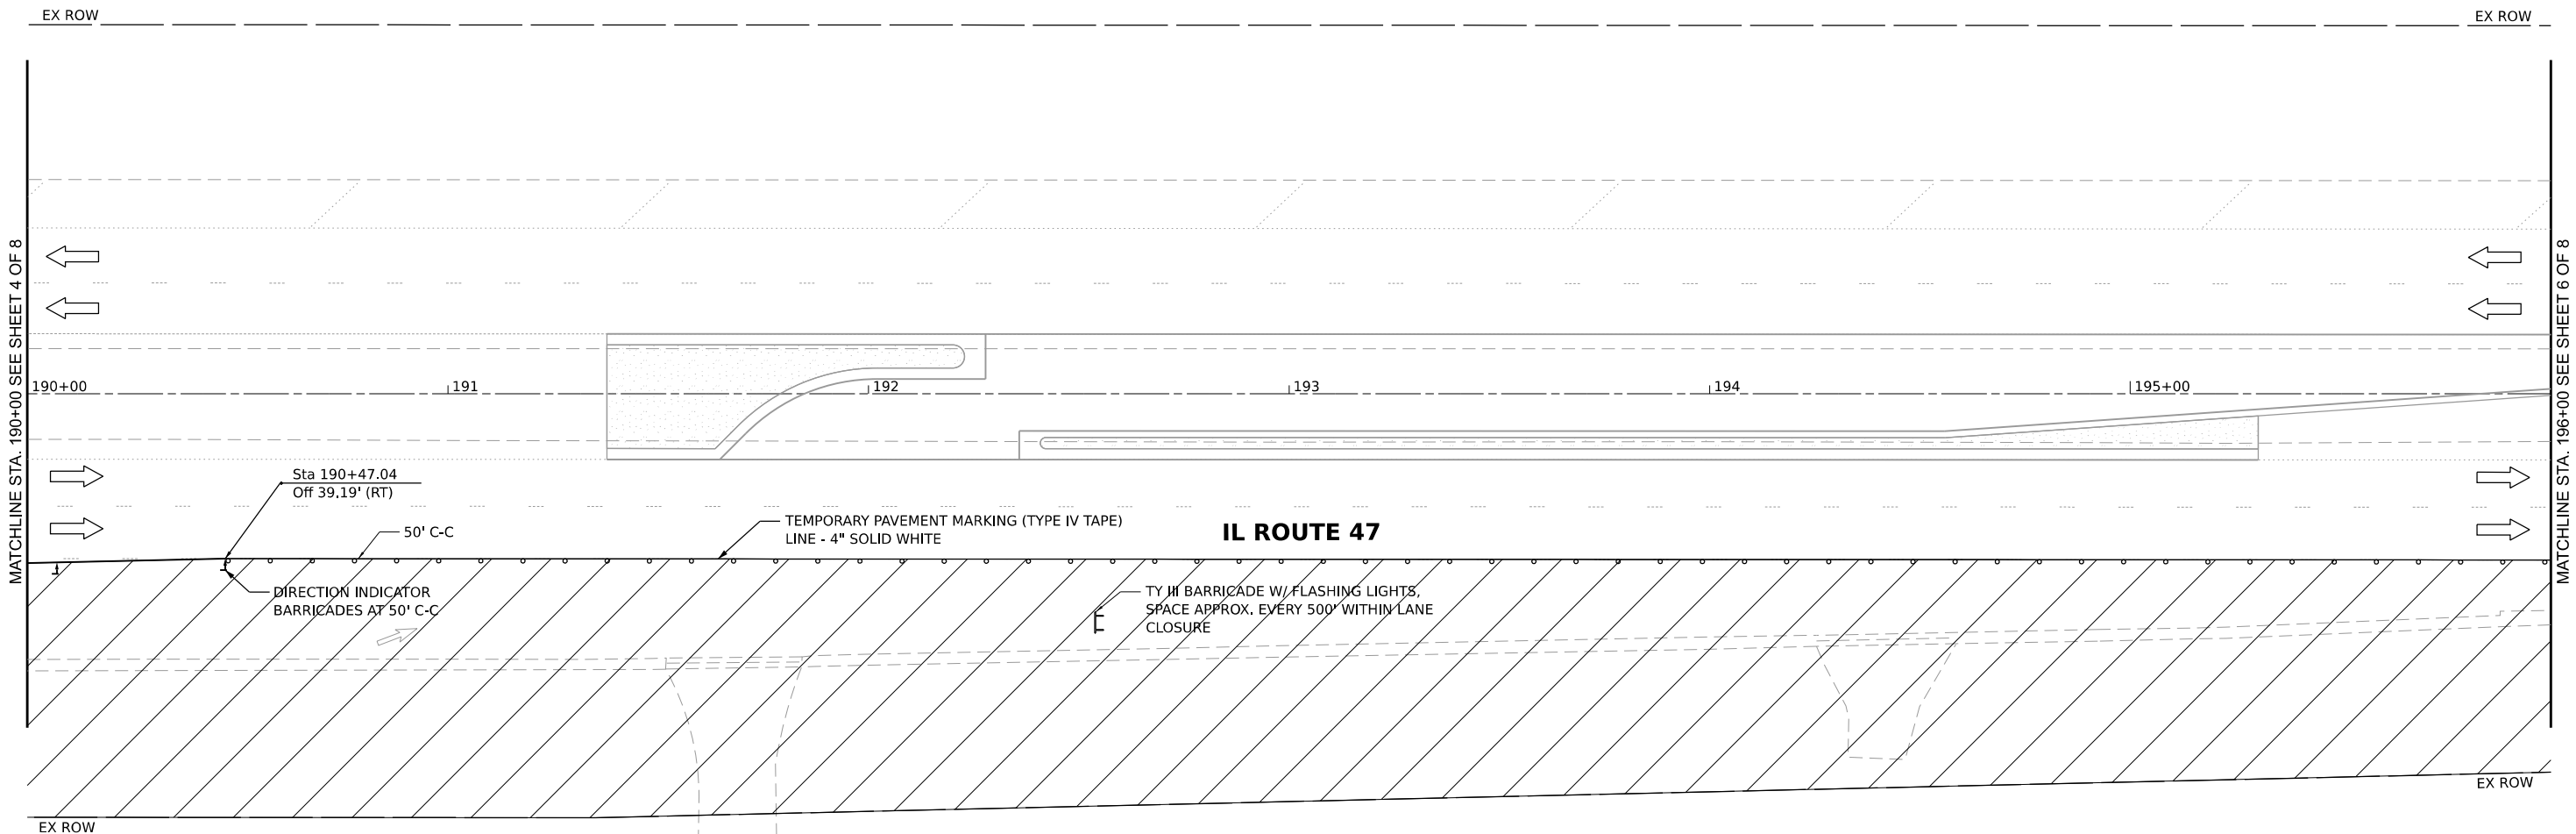 EX ROW
EX ROW
MATCHLINE STA. 190+00 SEE SHEET 4 OF 8
MATCHLINE STA. 196+00 SEE SHEET 6 OF 8
190+00
191
192
193
194
195+00
Sta 190+47.04
Off 39.19' (RT)
50' C-C
TEMPORARY PAVEMENT MARKING (TYPE IV TAPE)
LINE - 4" SOLID WHITE
IL ROUTE 47
DIRECTION INDICATOR
BARRICADES AT 50' C-C
TY III BARRICADE W/ FLASHING LIGHTS,
SPACE APPROX. EVERY 500' WITHIN LANE
CLOSURE
EX ROW
EX ROW